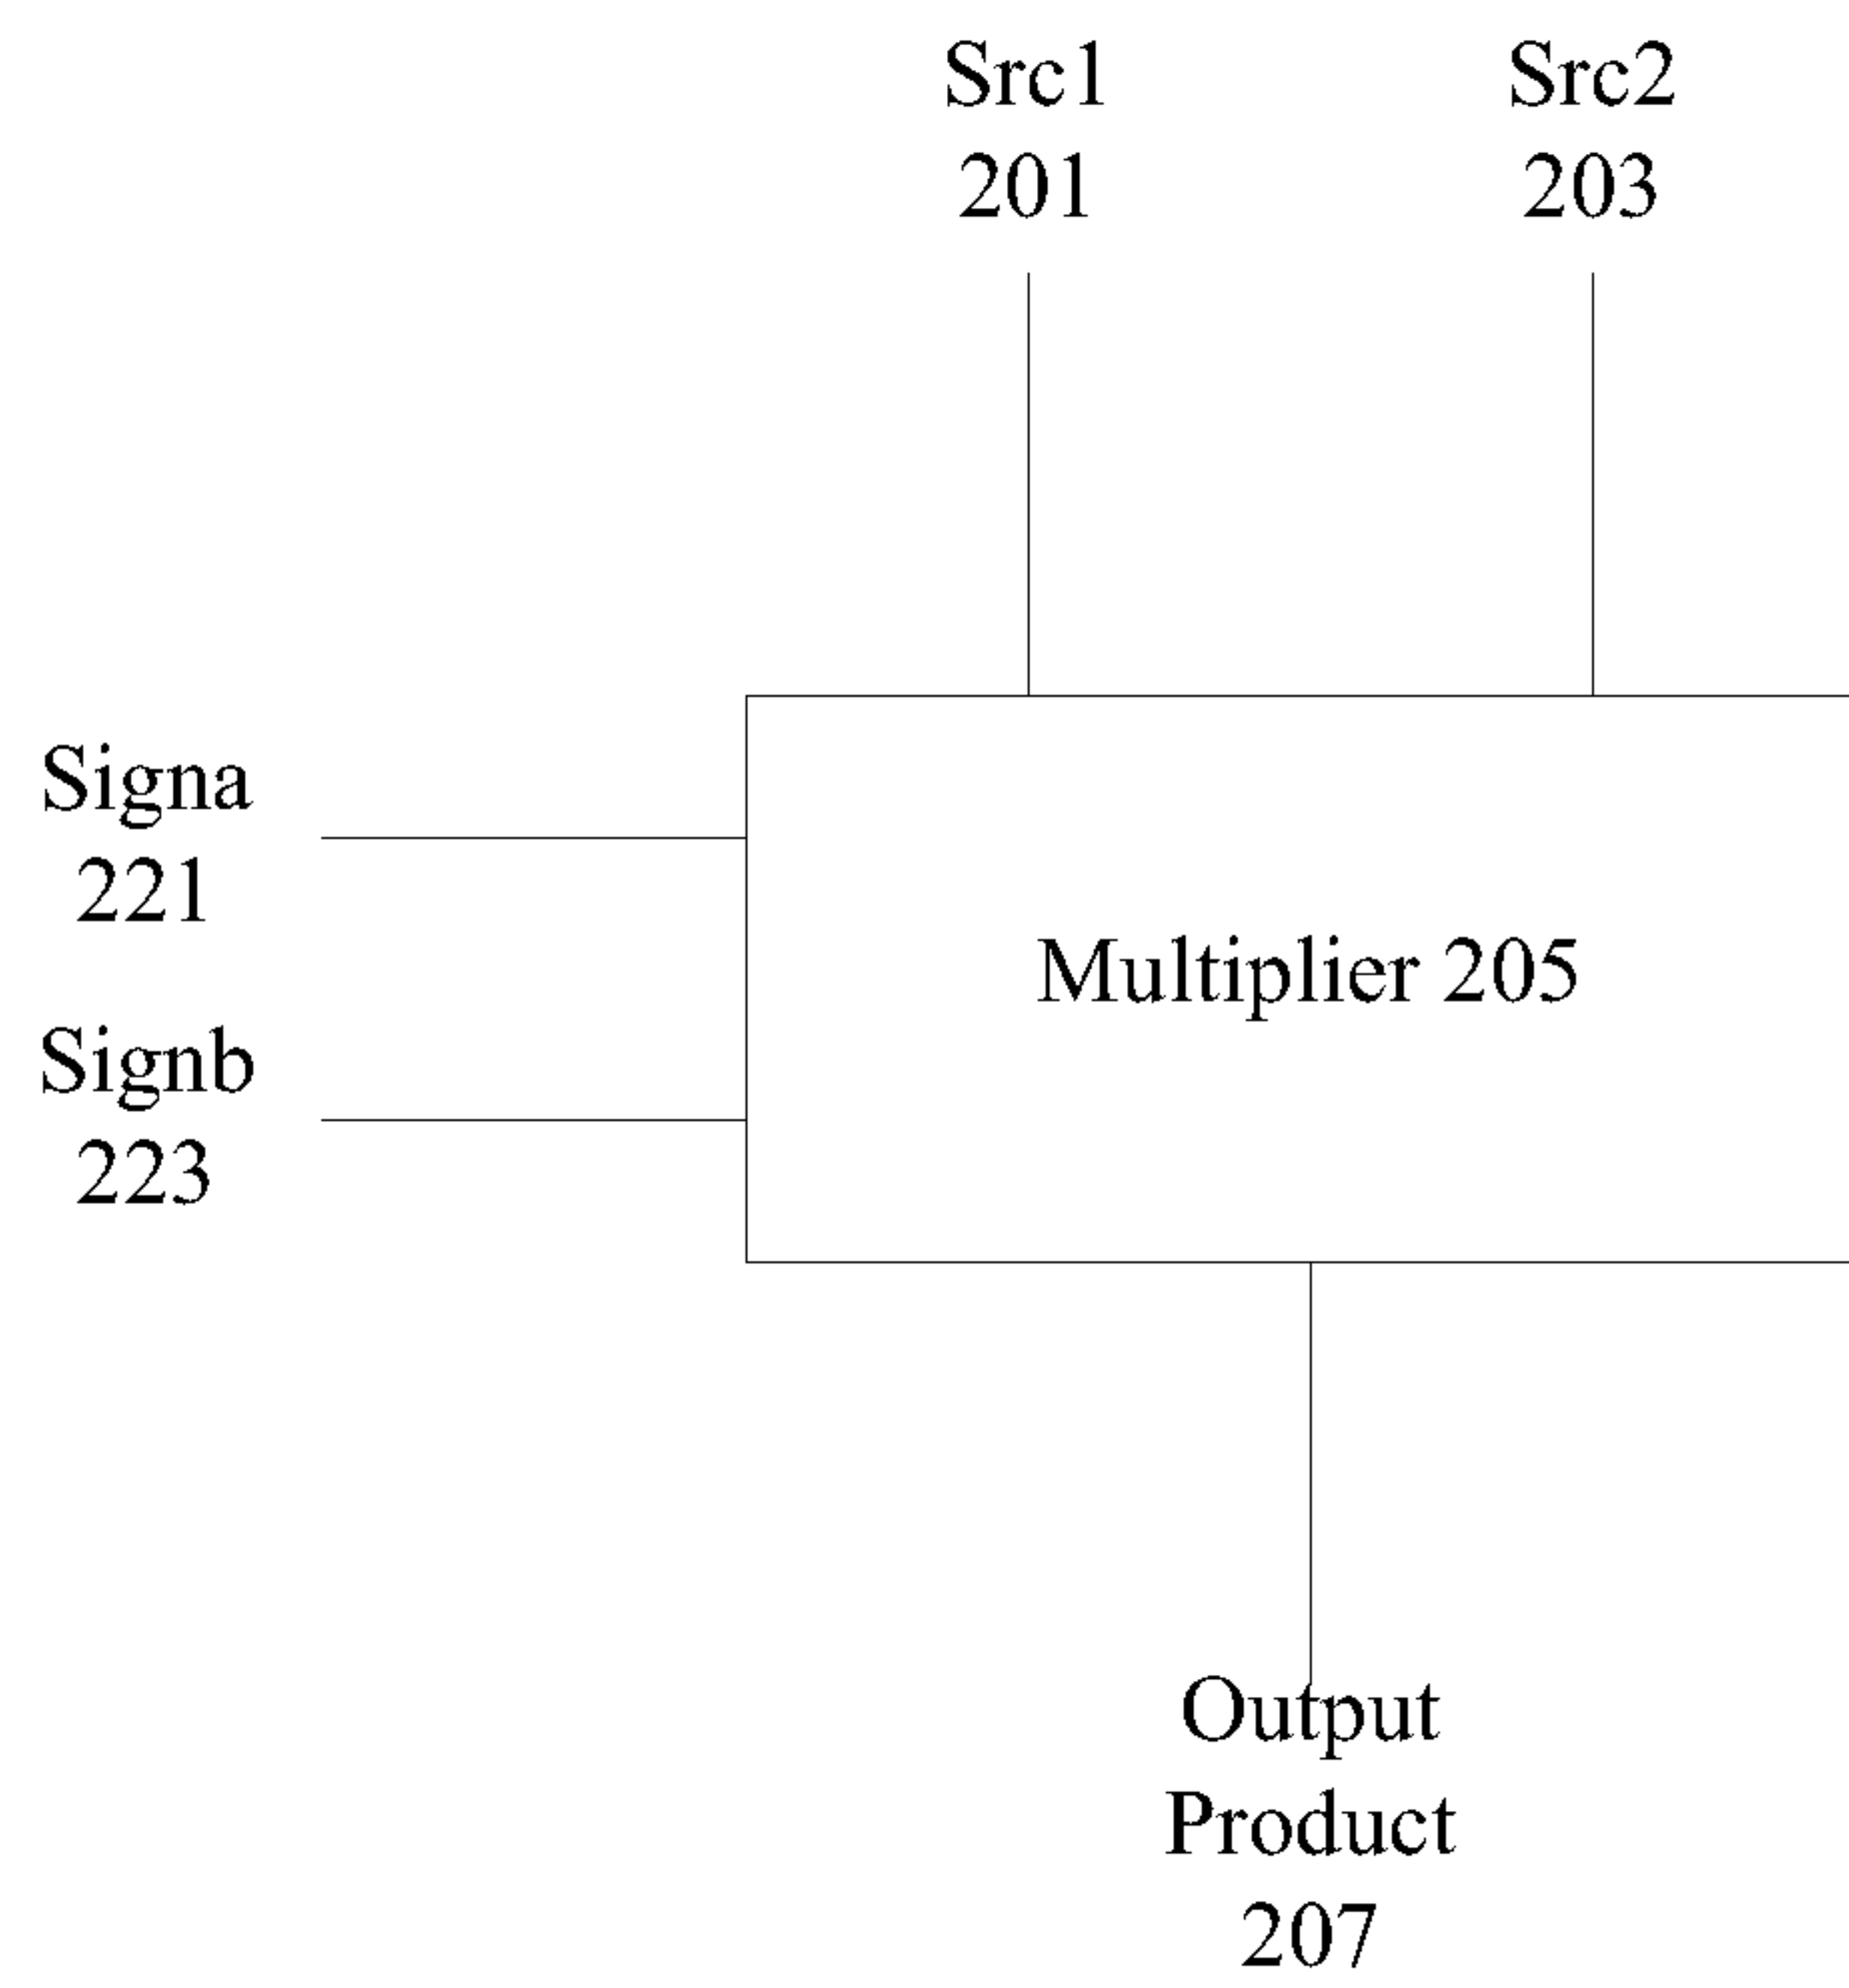 Src1
201
Src2
203
Signa
221
Multiplier 205
Signb
223
Output
Product
207